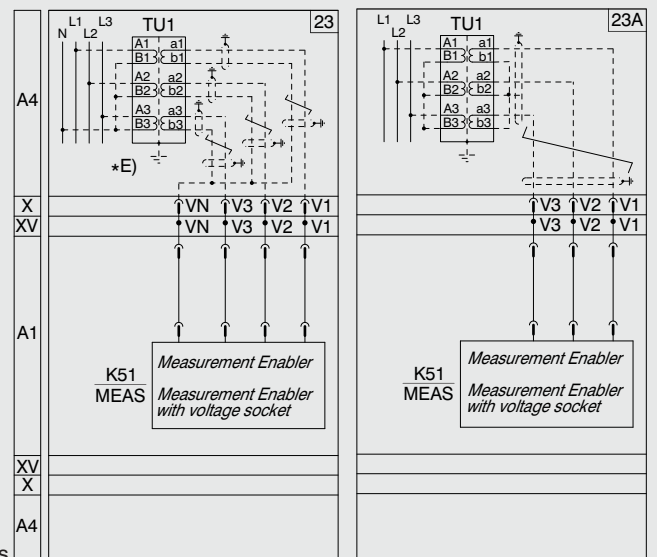 L1 L3
N L2
TU1
23
A1 a1
B1 b1
A2 a2
B2 b2
A3 a3
B3 b3
*E)
VN V3 V2 V1
VN V3 V2 V1
K51
MEAS
Measurement Enabler
Measurement Enabler
with voltage socket
L1 L3
L2
TU1
23A
A1 a1
B1 b1
A2 a2
B2 b2
A3 a3
B3 b3
V3 V2 V1
V3 V2 V1
K51
MEAS
Measurement Enabler
Measurement Enabler
with voltage socket
A4
X
XV
A1
XV
X
A4
s